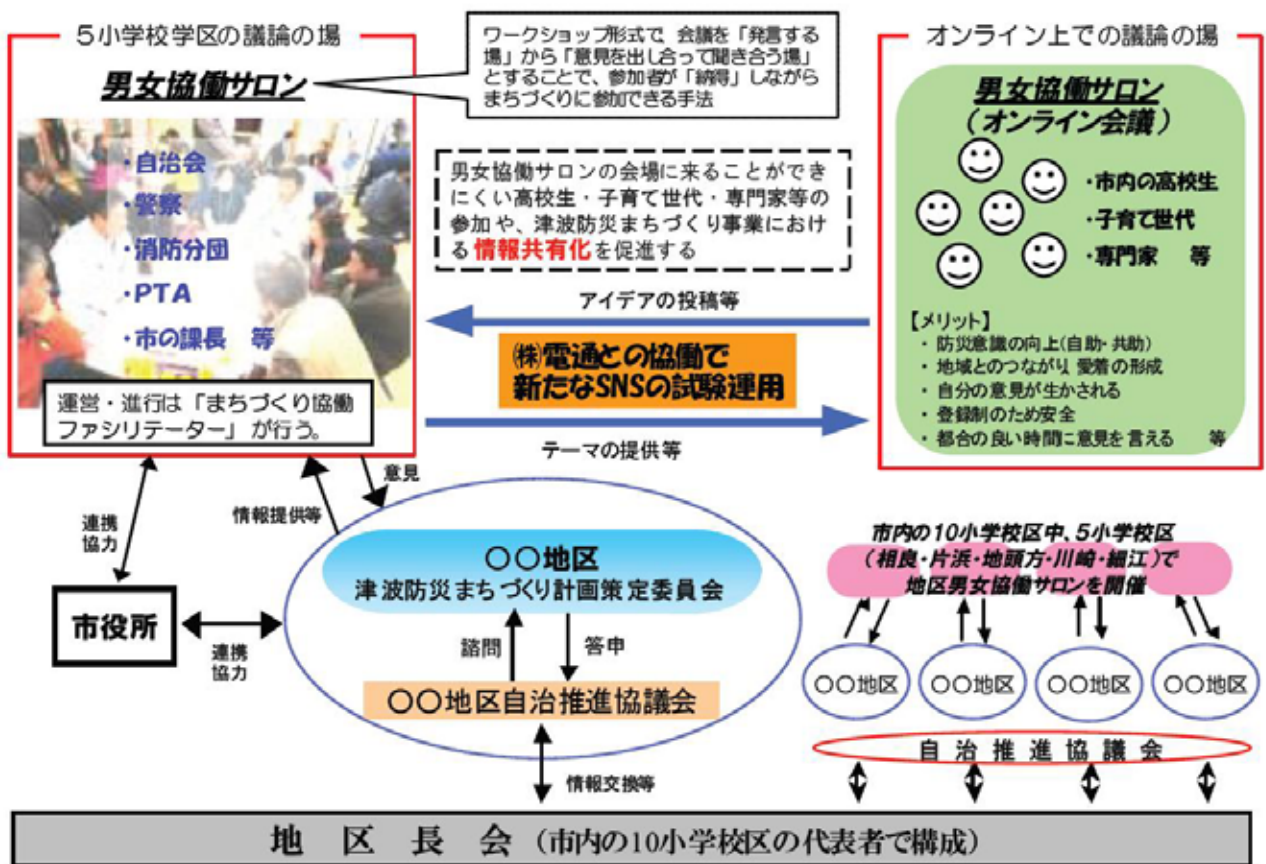 5小学校学区の議論の場
男女協働サロン
・自治会
・警察
・消防分団
・PTA
・市の課長　等
運営・進行は「まちづくり協働
ファシリテーター」が行う。
ワークショップ形式で、会議を「発言する
場」から「意見を出し合って聞き合う場」
とすることで、参加者が「納得」しながら
まちづくりに参加できる手法
男女協働サロンの会場に来ることができ
にくい高校生・子育て世代・専門家等の
参加や、津波防災まちづくり事業におけ
る情報共有化を促進する
アイデアの投稿等
㈱電通との協働で
新たなSNSの試験運用
テーマの提供等
オンライン上での議論の場
男女協働サロン
(オンライン会議)
・市内の高校生
・子育て世代
・専門家　等
【メリット】
・防災意識の向上(自助・共助)
・地域とのつながり、愛着の形成
・自分の意見が生かされる
・登録制のため安全
・都合の良い時間に意見を言える　等
連携
協力
情報提供等
意見
市役所
連携
協力
〇〇地区
津波防災まちづくり計画策定委員会
諮問
答申
〇〇地区自治推進協議会
情報交換等
市内の10小学校区中、5小学校区
(相良・片浜・地頭方・川崎・細江)で
地区男女協働サロンを開催
〇〇地区
〇〇地区
〇〇地区
〇〇地区
自治推進協議会
地区長会(市内の10小学校区の代表者で構成)